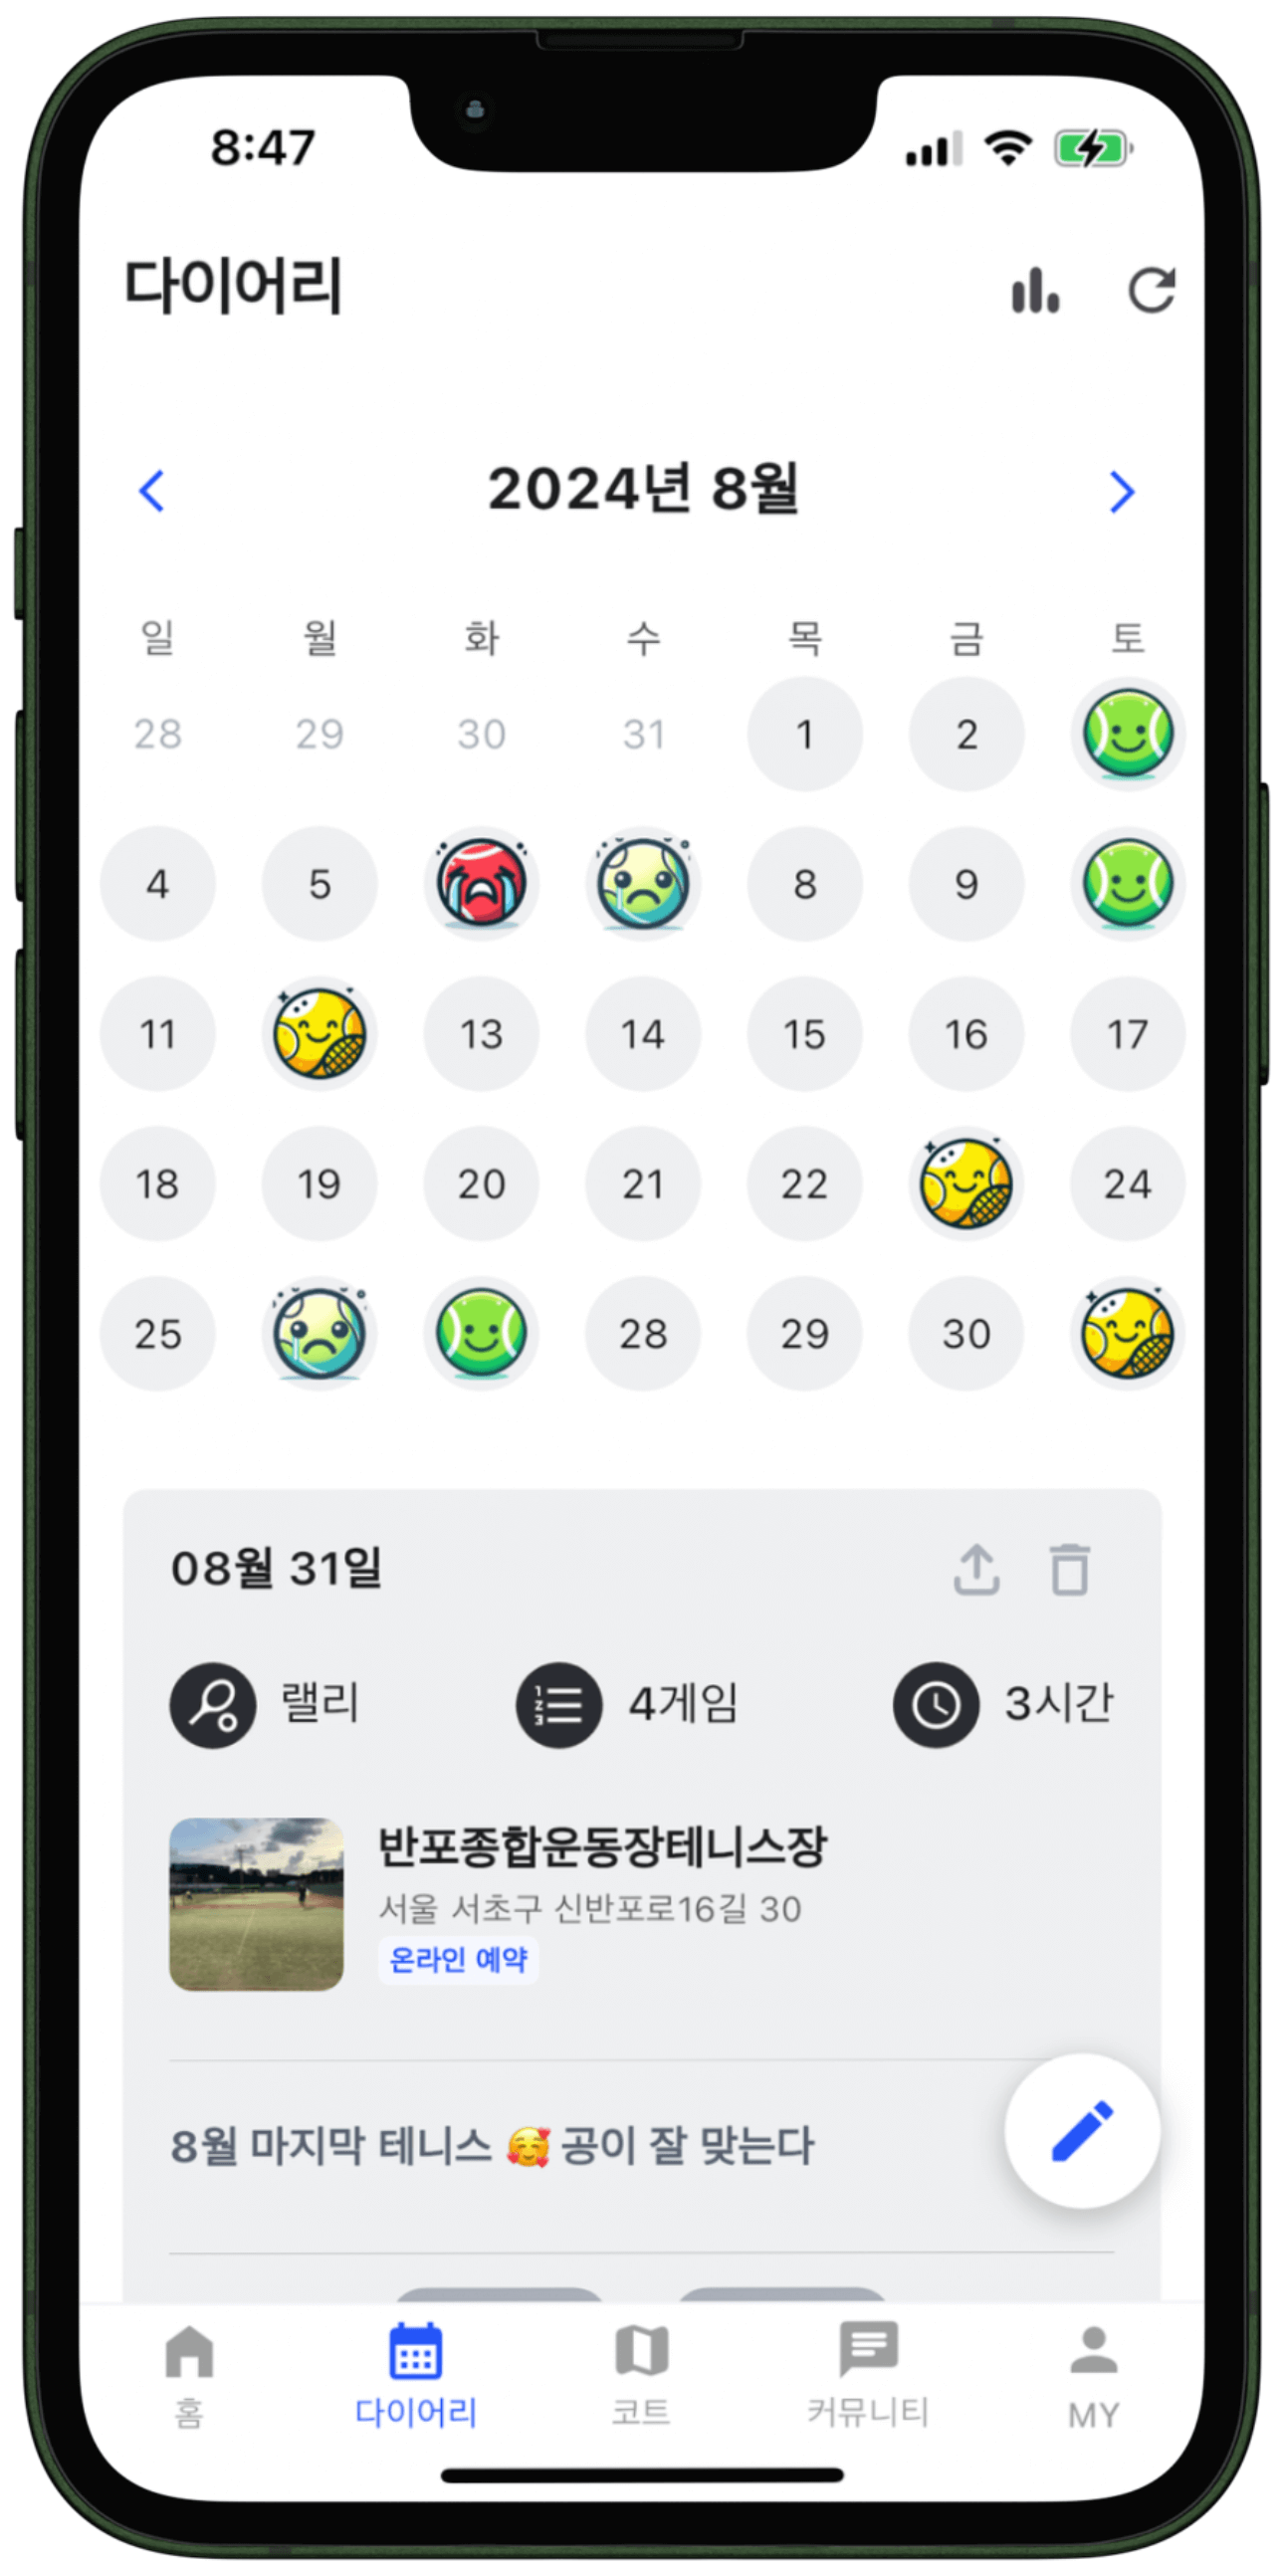 8:47
다이어리
2024년 8월
일 월 화 수 목 금 토
28 29 30 31 1 2
4 5 8 9
11 13 14 15 16 17
18 19 20 21 22 24
25 28 29 30
08월 31일
랠리 4게임 3시간
반포종합운동장테니스장
서울 서초구 신반포로16길 30
온라인 예약
8월 마지막 테니스 🥰 공이 잘 맞는다
홈 다이어리 코트 커뮤니티 MY